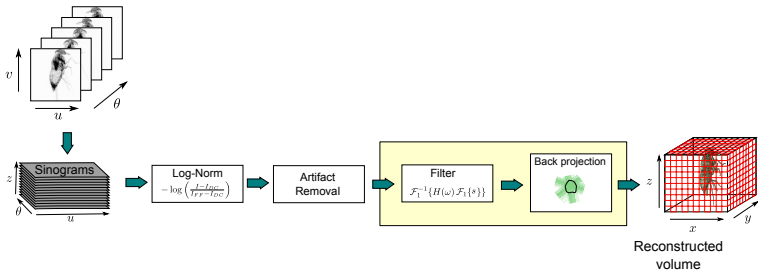 v
u
θ
Sinograms
z
θ
u
Log-Norm
− log ( I−I_DC / I_FF−I_DC )
Artifact
Removal
Filter
F₁⁻¹{H(ω) F₁{s}}
Back projection
z
x
y
Reconstructed
volume